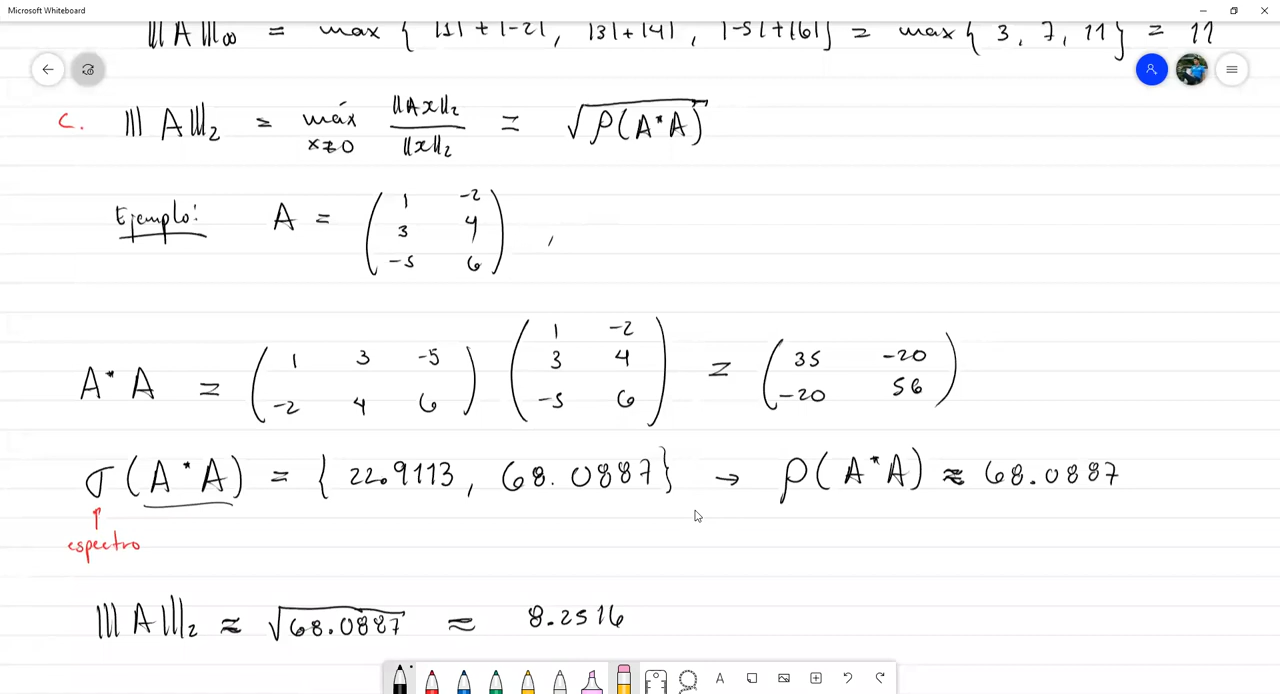 Microsoft Whiteboard
|||A|||∞ = max { |1|+|-2|, |3|+|4|, |-5|+|6|} = max{ 3, 7, 11 } = 11
c. |||A|||₂ = máx x≠0 ||Ax||₂ / ||x||₂ = √ρ(A*A)
Ejemplo: A = ( 1 -2 ; 3 4 ; -5 6 ) ,
A*A = ( 1 3 -5 ; -2 4 6 ) ( 1 -2 ; 3 4 ; -5 6 ) = ( 35 -20 ; -20 56 )
σ(A*A) = { 22.9113, 68.0887} → ρ(A*A) ≈ 68.0887
↑
espectro
|||A|||₂ ≈ √68.0887 ≈ 8.2516
A